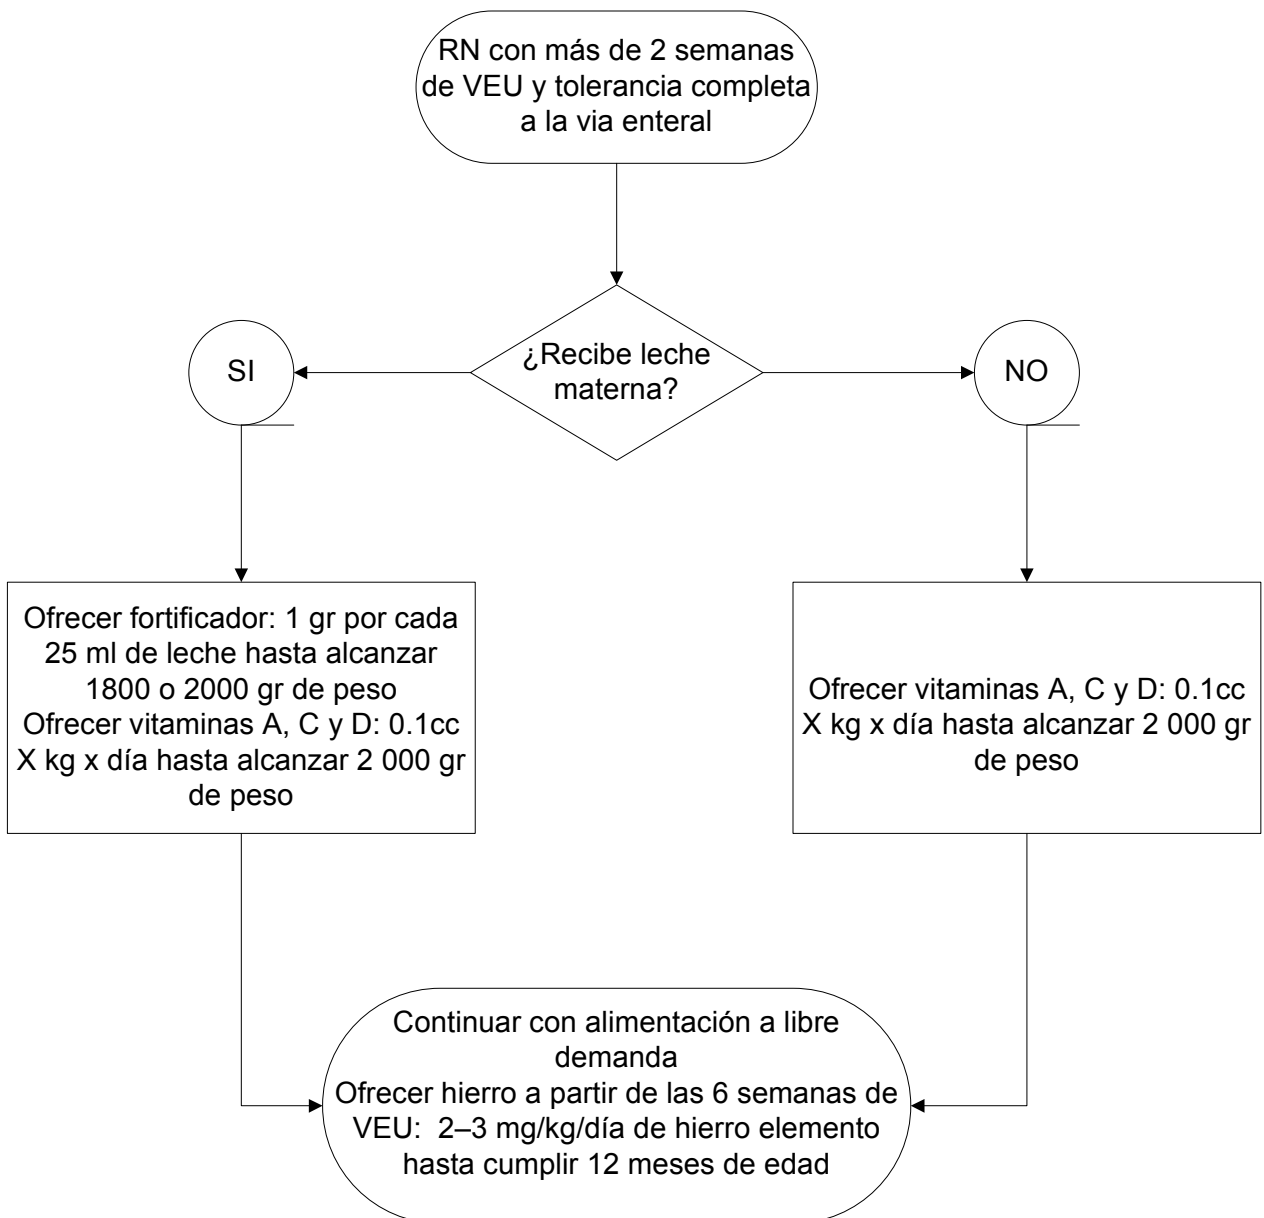 RN con más de 2 semanas
de VEU y tolerancia completa
a la via enteral
¿Recibe leche
materna?
SI
NO
Ofrecer fortificador: 1 gr por cada
25 ml de leche hasta alcanzar
1800 o 2000 gr de peso
Ofrecer vitaminas A, C y D: 0.1cc
X kg x día hasta alcanzar 2 000 gr
de peso
Ofrecer vitaminas A, C y D: 0.1cc
X kg x día hasta alcanzar 2 000 gr
de peso
Continuar con alimentación a libre
demanda
Ofrecer hierro a partir de las 6 semanas de
VEU:  2–3 mg/kg/día de hierro elemento
hasta cumplir 12 meses de edad